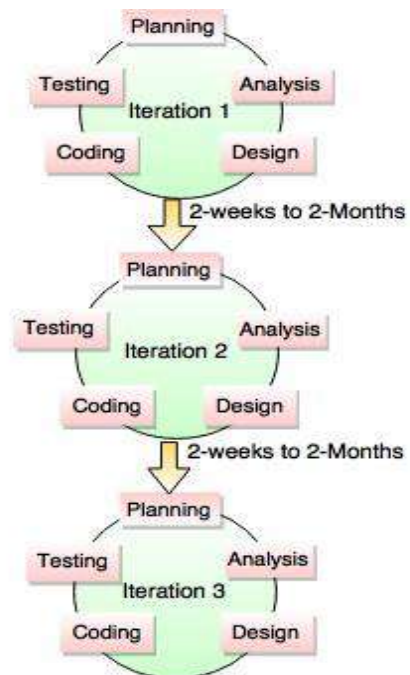 Planning
Testing
Analysis
Iteration 1
Coding
Design
2-weeks to 2-Months
Planning
Testing
Analysis
Iteration 2
Coding
Design
2-weeks to 2-Months
Planning
Testing
Analysis
Iteration 3
Coding
Design